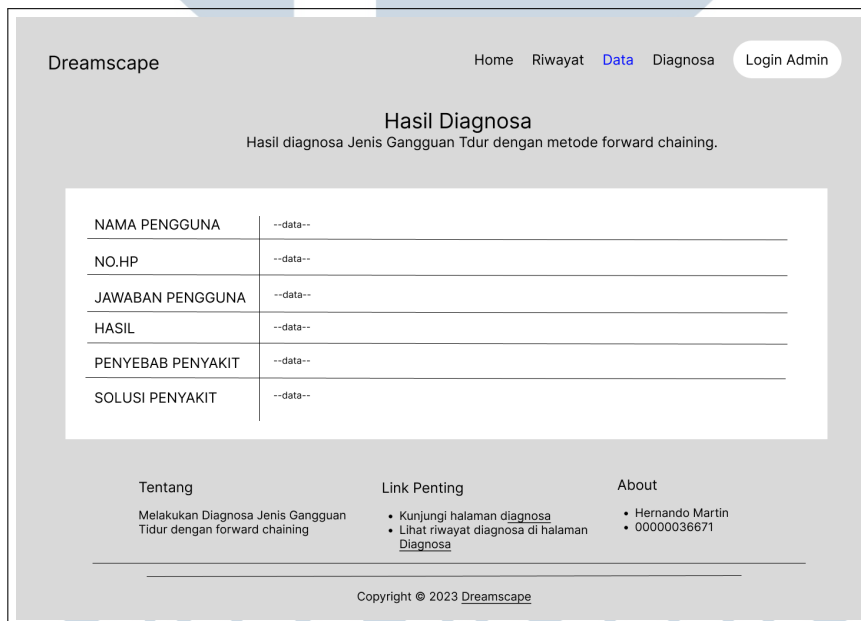 Dreamscape
Home Riwayat Data Diagnosa Login Admin
Hasil Diagnosa
Hasil diagnosa Jenis Gangguan Tdur dengan metode forward chaining.
NAMA PENGGUNA --data--
NO.HP --data--
JAWABAN PENGGUNA --data--
HASIL --data--
PENYEBAB PENYAKIT --data--
SOLUSI PENYAKIT --data--
Tentang
Melakukan Diagnosa Jenis Gangguan
Tidur dengan forward chaining
Link Penting
• Kunjungi halaman diagnosa
• Lihat riwayat diagnosa di halaman
Diagnosa
About
• Hernando Martin
• 00000036671
Copyright © 2023 Dreamscape